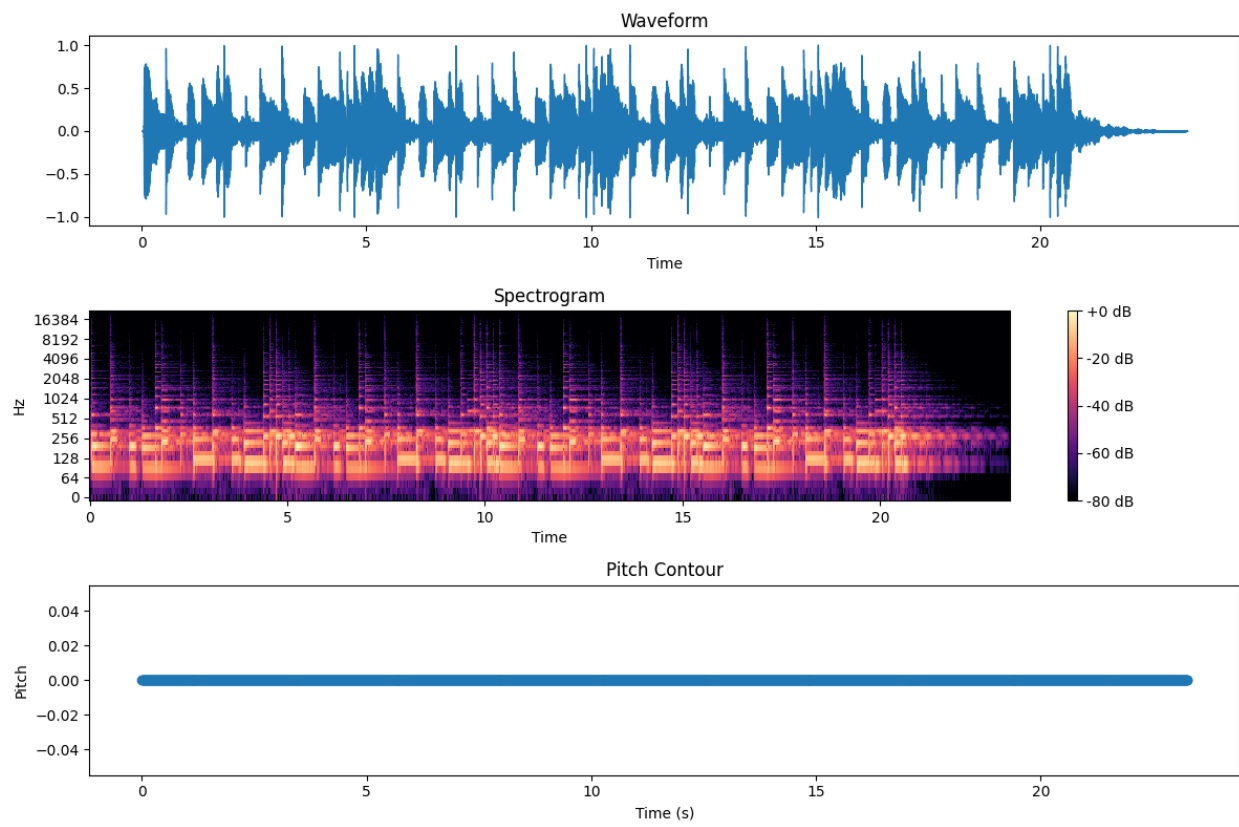 Waveform
1.0
0.5
0.0
−0.5
−1.0
0 5 10 15 20
Time
Spectrogram
16384
8192
4096
2048
1024
512
256
128
64
0
Hz
0 5 10 15 20
Time
+0 dB
-20 dB
-40 dB
-60 dB
-80 dB
Pitch Contour
0.04
0.02
0.00
−0.02
−0.04
Pitch
0 5 10 15 20
Time (s)